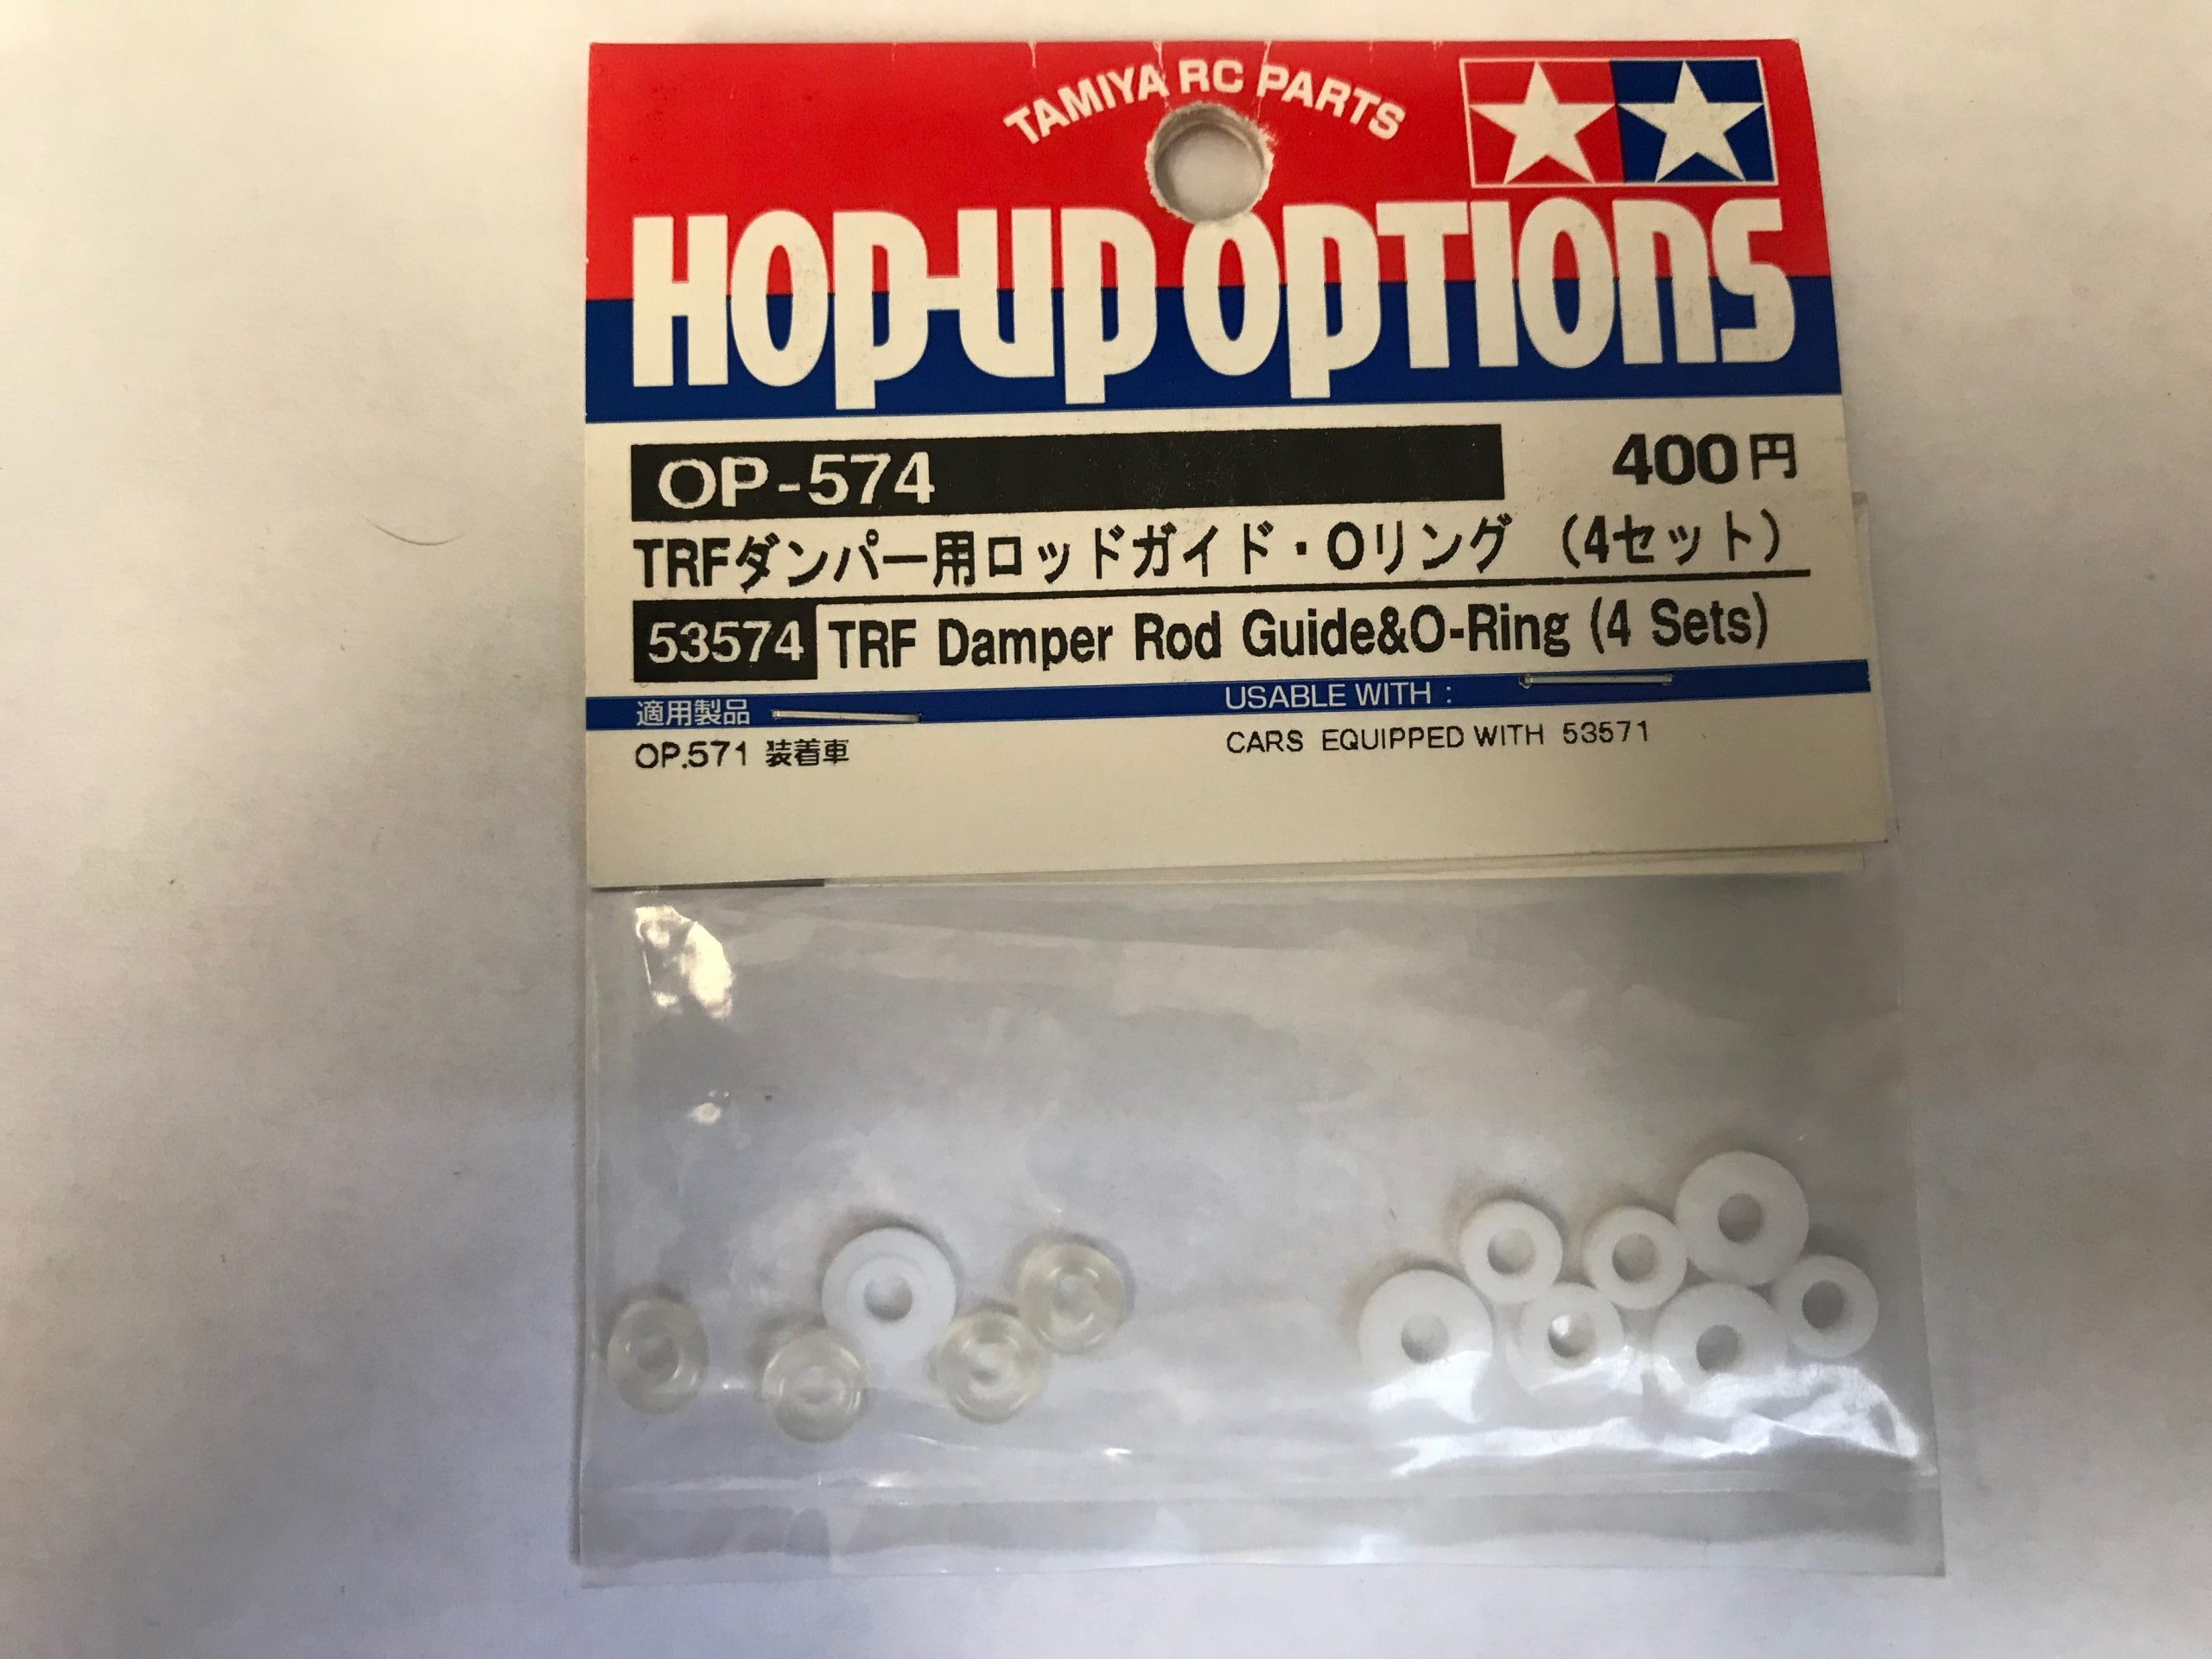 TAMIYA RC PARTS
HOP-UP OPTIONS
OP-574 400円
TRFダンパー用ロッドガイド・Oリング (4セット)
53574 TRF Damper Rod Guide&O-Ring (4 Sets)
適用製品 USABLE WITH :
OP.571 装着車 CARS EQUIPPED WITH 53571